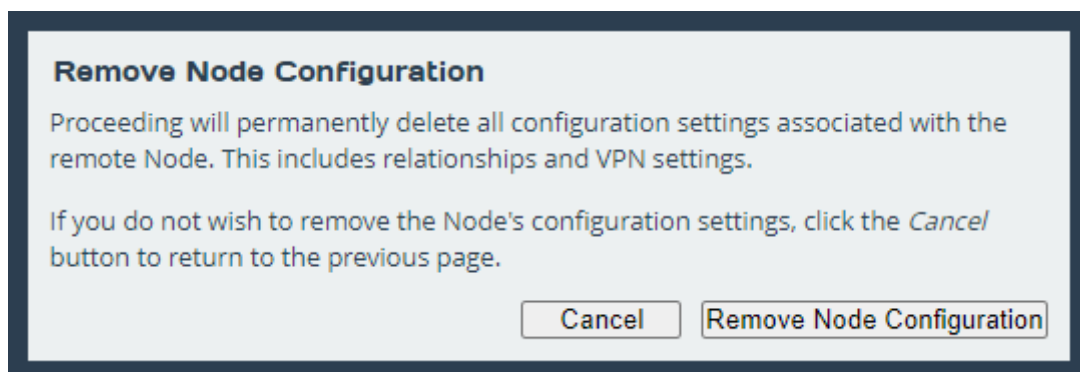 Remove Node Configuration
Proceeding will permanently delete all configuration settings associated with the
remote Node. This includes relationships and VPN settings.
If you do not wish to remove the Node's configuration settings, click the Cancel
button to return to the previous page.
Cancel Remove Node Configuration